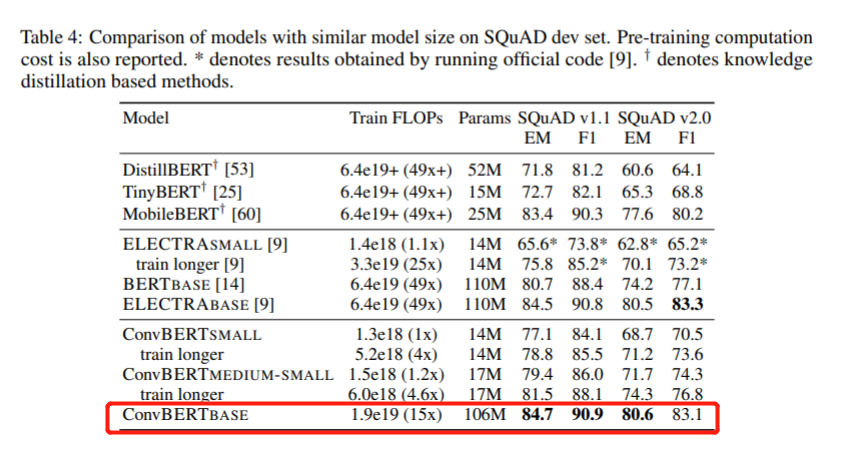 Table 4: Comparison of models with similar model size on SQuAD dev set. Pre-training computation
cost is also reported. * denotes results obtained by running official code [9]. † denotes knowledge
distillation based methods.
Model Train FLOPs Params SQuAD v1.1 SQuAD v2.0
EM F1 EM F1
DistillBERT† [53] 6.4e19+ (49x+) 52M 71.8 81.2 60.6 64.1
TinyBERT† [25] 6.4e19+ (49x+) 15M 72.7 82.1 65.3 68.8
MobileBERT† [60] 6.4e19+ (49x+) 25M 83.4 90.3 77.6 80.2
ELECTRASMALL [9] 1.4e18 (1.1x) 14M 65.6* 73.8* 62.8* 65.2*
train longer [9] 3.3e19 (25x) 14M 75.8 85.2* 70.1 73.2*
BERTBASE [14] 6.4e19 (49x) 110M 80.7 88.4 74.2 77.1
ELECTRABASE [9] 6.4e19 (49x) 110M 84.5 90.8 80.5 83.3
ConvBERTSMALL 1.3e18 (1x) 14M 77.1 84.1 68.7 70.5
train longer 5.2e18 (4x) 14M 78.8 85.5 71.2 73.6
ConvBERTMEDIUM-SMALL 1.5e18 (1.2x) 17M 79.4 86.0 71.7 74.3
train longer 6.0e18 (4.6x) 17M 81.5 88.1 74.3 76.8
ConvBERTBASE 1.9e19 (15x) 106M 84.7 90.9 80.6 83.1